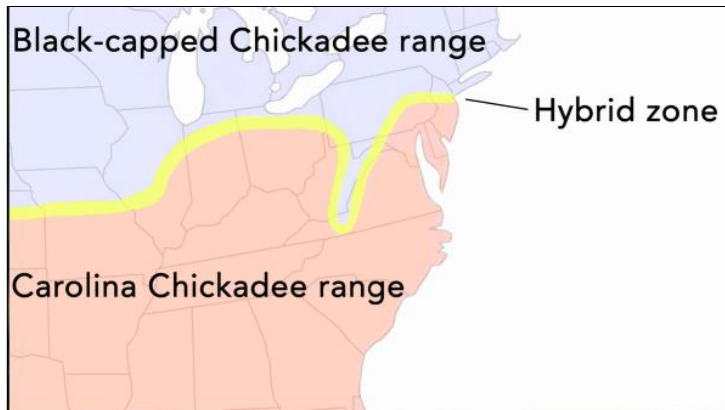 Black-capped Chickadee range
Hybrid zone
Carolina Chickadee range